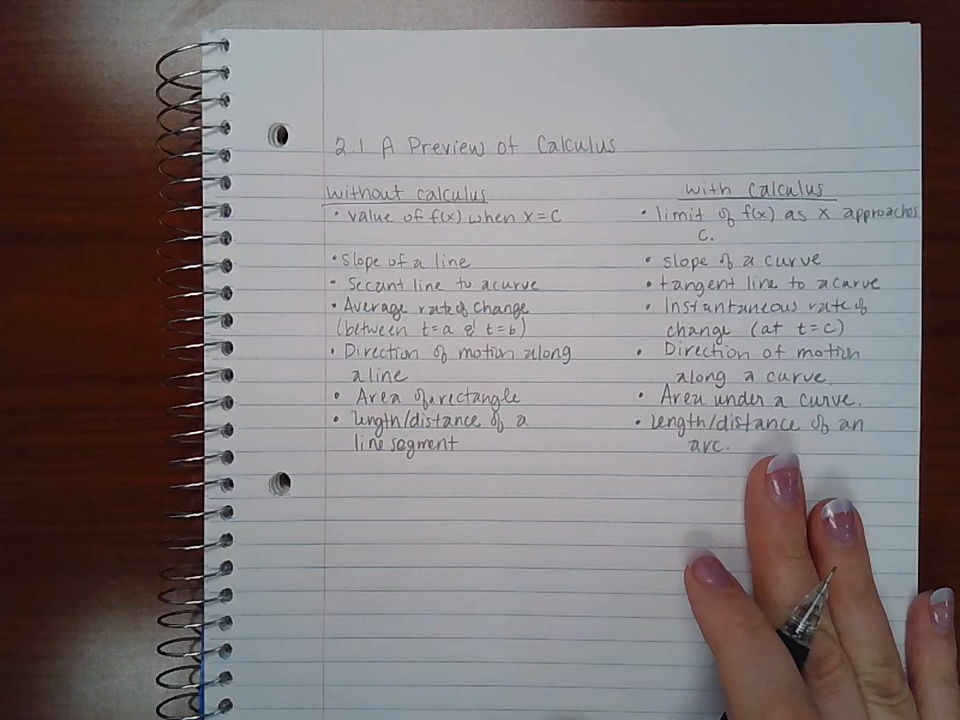 2.1 A Preview of Calculus
without calculus
• value of f(x) when x = c
• slope of a line
• Secant line to a curve
• Average rate of change
(between t=a & t=b)
• Direction of motion along
a line
• Area of a rectangle
• length/distance of a
line segment
with Calculus
• limit of f(x) as x approaches
c.
• slope of a curve
• tangent line to a curve
• Instantaneous rate of
change (at t=c)
• Direction of motion
along a curve
• Area under a curve.
• length/distance of an
arc.